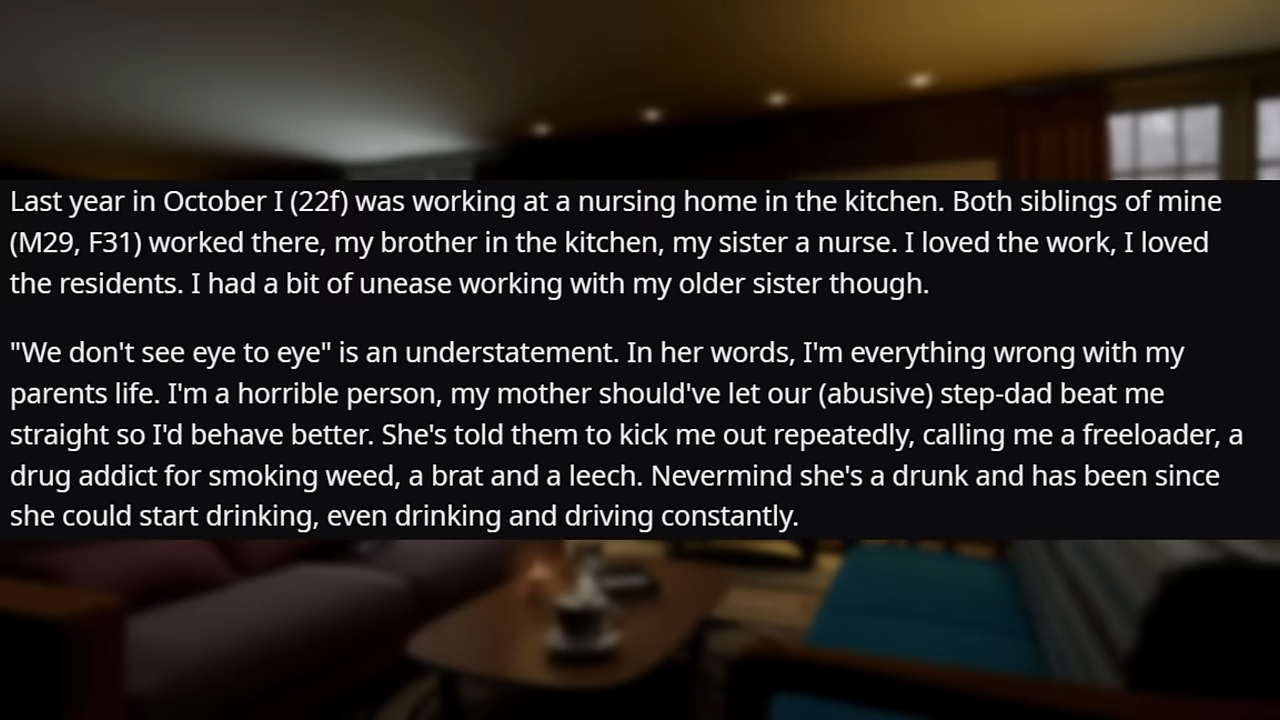 Last year in October I (22f) was working at a nursing home in the kitchen. Both siblings of mine
(M29, F31) worked there, my brother in the kitchen, my sister a nurse. I loved the work, I loved
the residents. I had a bit of unease working with my older sister though.
"We don't see eye to eye" is an understatement. In her words, I'm everything wrong with my
parents life. I'm a horrible person, my mother should've let our (abusive) step-dad beat me
straight so I'd behave better. She's told them to kick me out repeatedly, calling me a freeloader, a
drug addict for smoking weed, a brat and a leech. Nevermind she's a drunk and has been since
she could start drinking, even drinking and driving constantly.